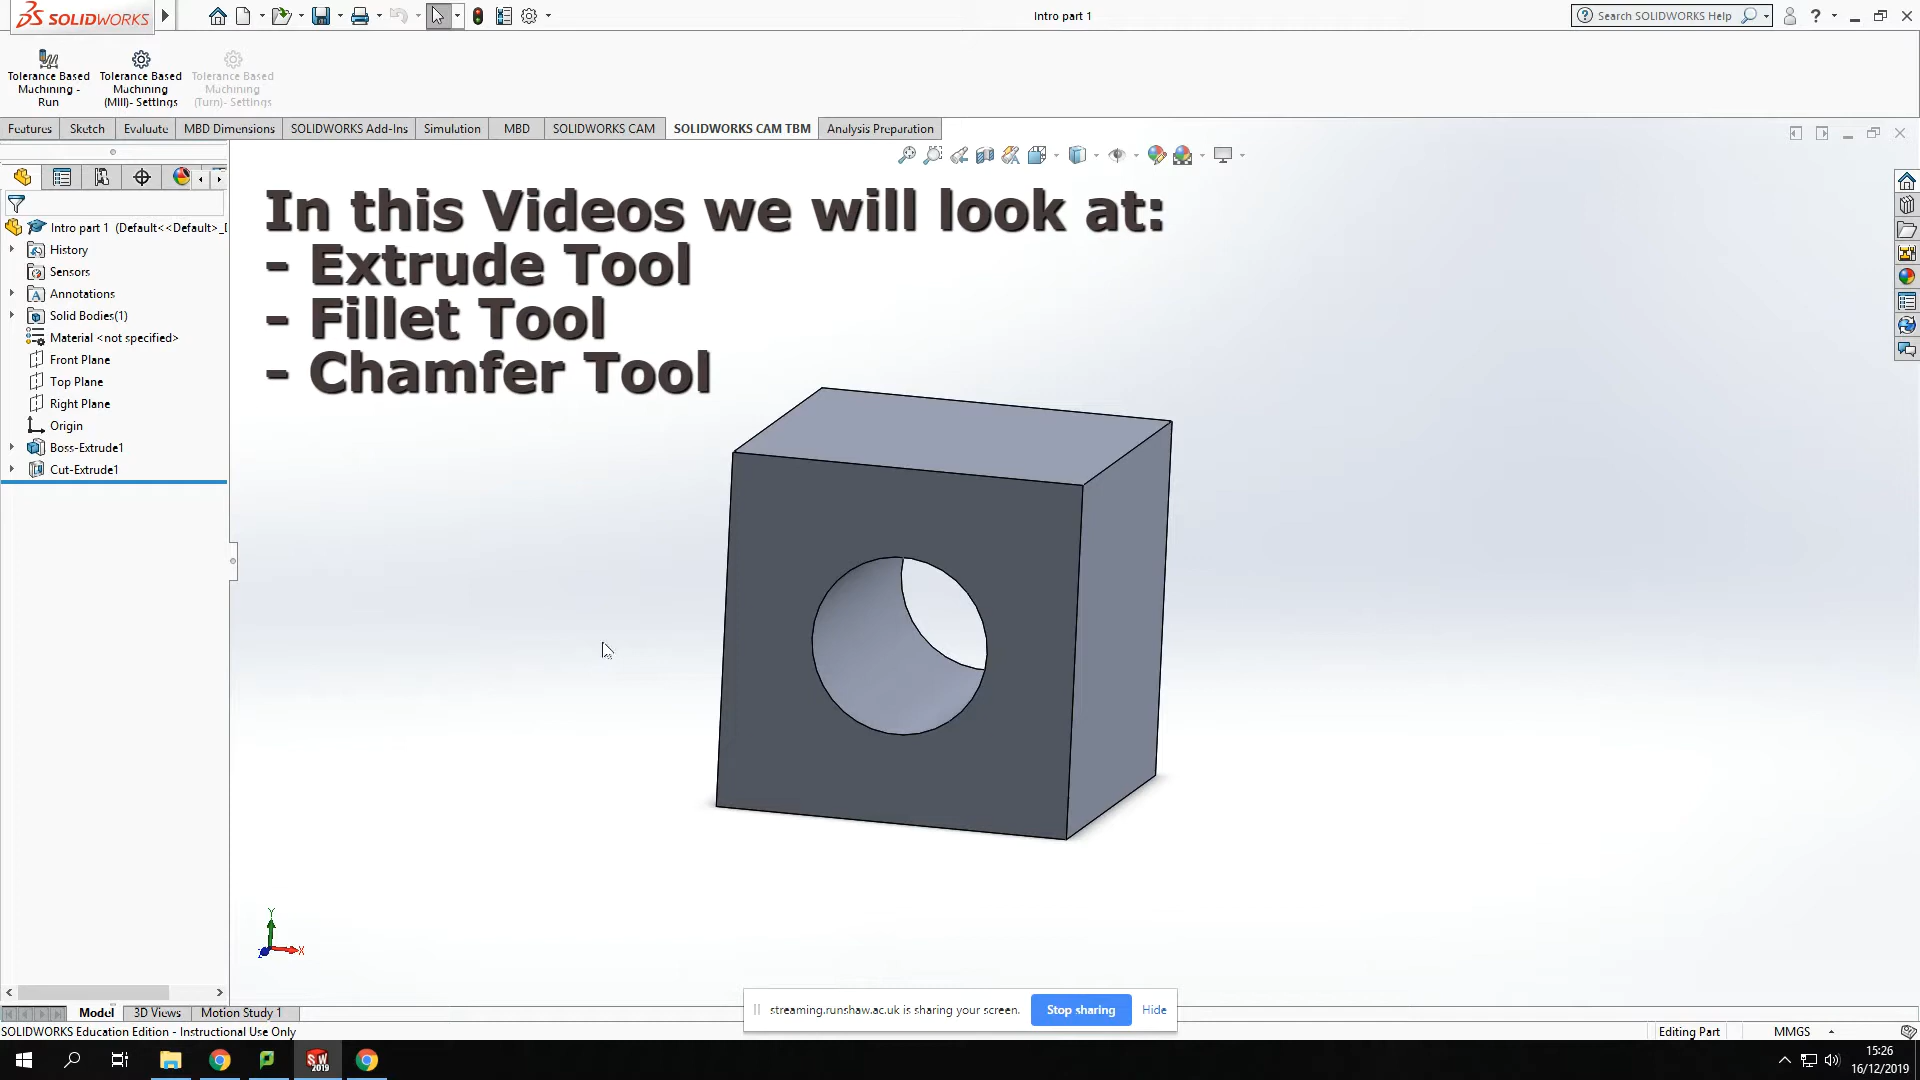 SOLIDWORKS
Intro part 1
Search SOLIDWORKS Help
Tolerance Based
Machining -
Run
Tolerance Based
Machining
(Mill)- Settings
Tolerance Based
Machining
(Turn)- Settings
Features
Sketch
Evaluate
MBD Dimensions
SOLIDWORKS Add-Ins
Simulation
MBD
SOLIDWORKS CAM
SOLIDWORKS CAM TBM
Analysis Preparation
Intro part 1 (Default<<Default>_
History
Sensors
Annotations
Solid Bodies(1)
Material <not specified>
Front Plane
Top Plane
Right Plane
Origin
Boss-Extrude1
Cut-Extrude1
In this Videos we will look at:
- Extrude Tool
- Fillet Tool
- Chamfer Tool
Y
X
Z
streaming.runshaw.ac.uk is sharing your screen.
Stop sharing
Hide
Model
3D Views
Motion Study 1
SOLIDWORKS Education Edition - Instructional Use Only
Editing Part
MMGS
SW
2019
15:26
16/12/2019